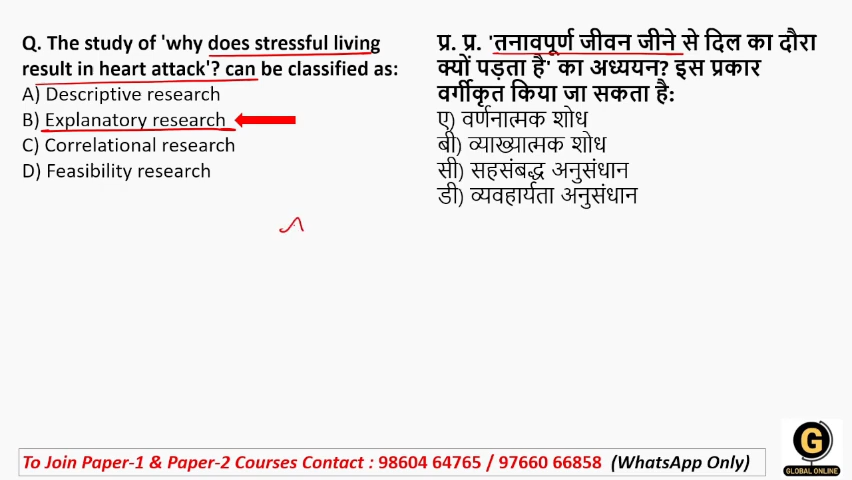 Q. The study of 'why does stressful living
result in heart attack'? can be classified as:
A) Descriptive research
B) Explanatory research
C) Correlational research
D) Feasibility research
प्र. प्र. 'तनावपूर्ण जीवन जीने से दिल का दौरा
क्यों पड़ता है' का अध्ययन? इस प्रकार
वर्गीकृत किया जा सकता है:
ए) वर्णनात्मक शोध
बी) व्याख्यात्मक शोध
सी) सहसंबद्ध अनुसंधान
डी) व्यवहार्यता अनुसंधान
To Join Paper-1 & Paper-2 Courses Contact : 98604 64765 / 97660 66858 (WhatsApp Only)
G
GLOBAL ONLINE